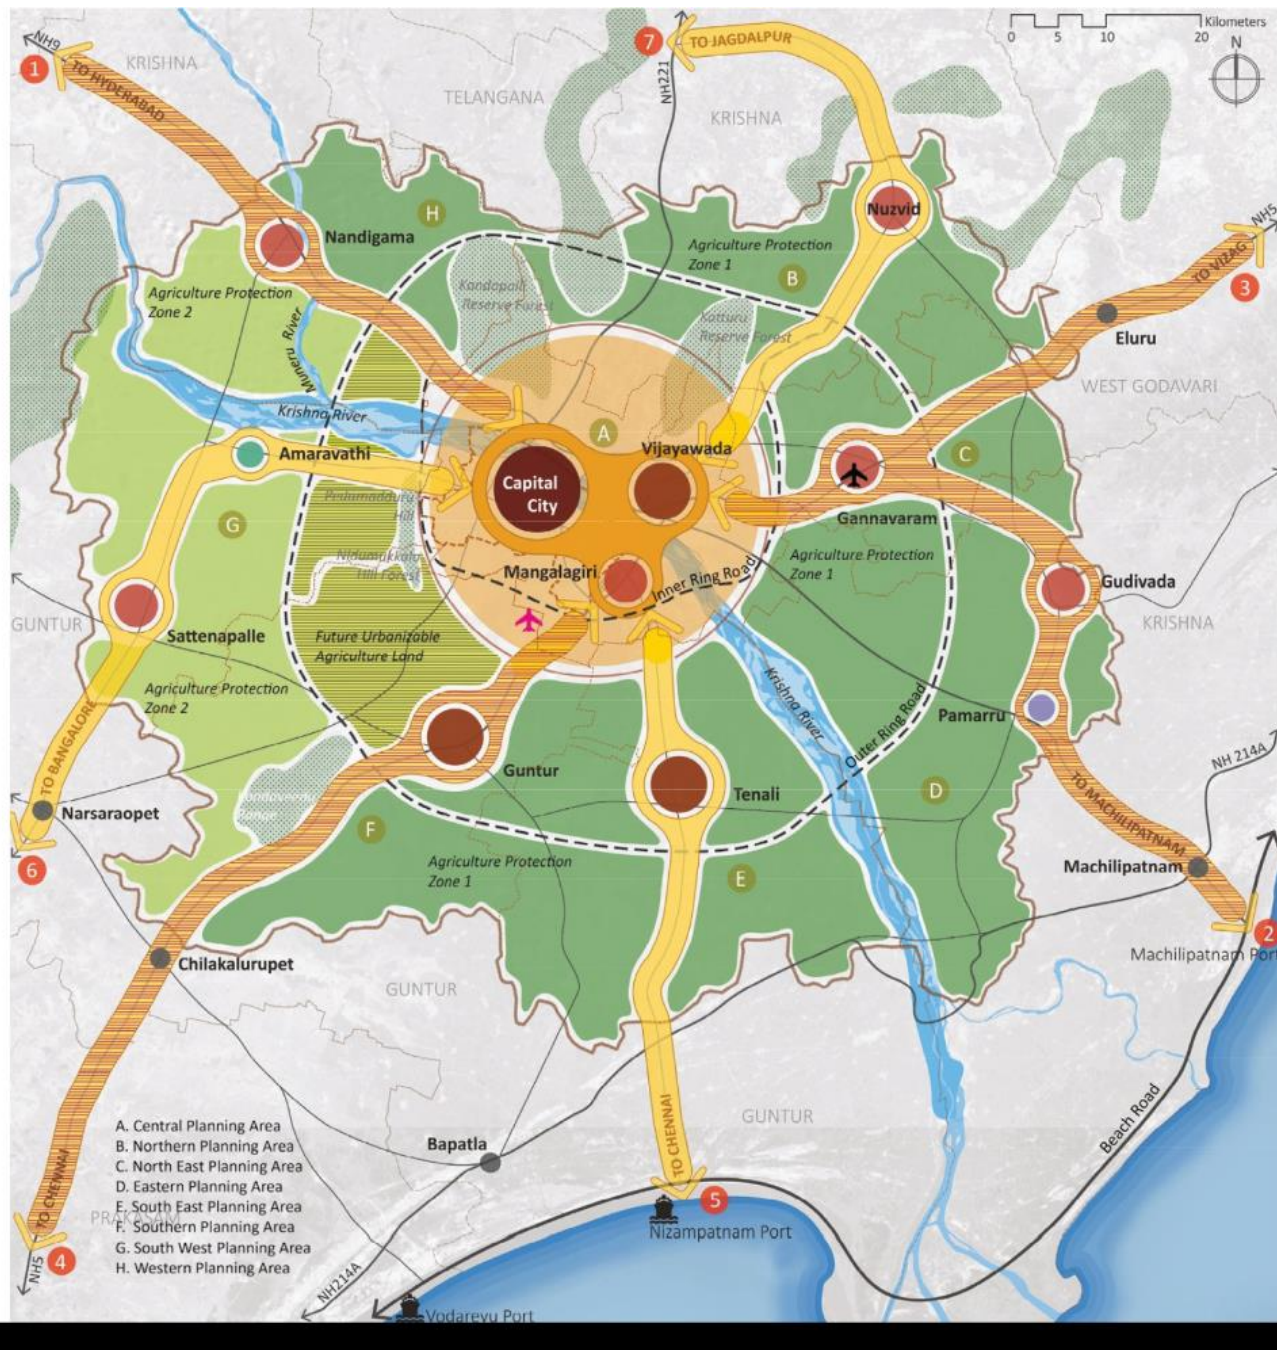 7
TO JAGDALPUR
Kilometers
0 5 10 20
N
NH9
1
KRISHNA
TO HYDERABAD
TELANGANA
NH221
KRISHNA
H
Nuzvid
NH5
Nandigama
Agriculture Protection
Zone 1
B
TO VIZAG
3
Agriculture Protection
Zone 2
Kondapalli
Reserve Forest
Katturu
Reserve Forest
Eluru
Muneru River
WEST GODAVARI
Krishna River
A
Amaravathi
Vijayawada
C
Capital
City
Pedamadduru
Hill
G
Gannavaram
Nidumukkala
Hill Forest
Mangalagiri
Inner Ring Road
Agriculture Protection
Zone 1
Gudivada
GUNTUR
Sattenapalle
Future Urbanizable
Agriculture Land
KRISHNA
Agriculture Protection
Zone 2
Krishna River
Outer Ring Road
Pamarru
TO BANGALORE
Guntur
Tenali
NH 214A
Narsaraopet
D
TO MACHILIPATNAM
F
6
Agriculture Protection
Zone 1
E
Machilipatnam
2
Machilipatnam Port
Chilakalurupet
GUNTUR
TO CHENNAI
GUNTUR
Beach Road
A. Central Planning Area
B. Northern Planning Area
C. North East Planning Area
D. Eastern Planning Area
E. South East Planning Area
F. Southern Planning Area
G. South West Planning Area
H. Western Planning Area
Bapatla
TO CHENNAI
PRAKASAM
5
Nizampatnam Port
4
NH5
NH214A
Vodarevu Port